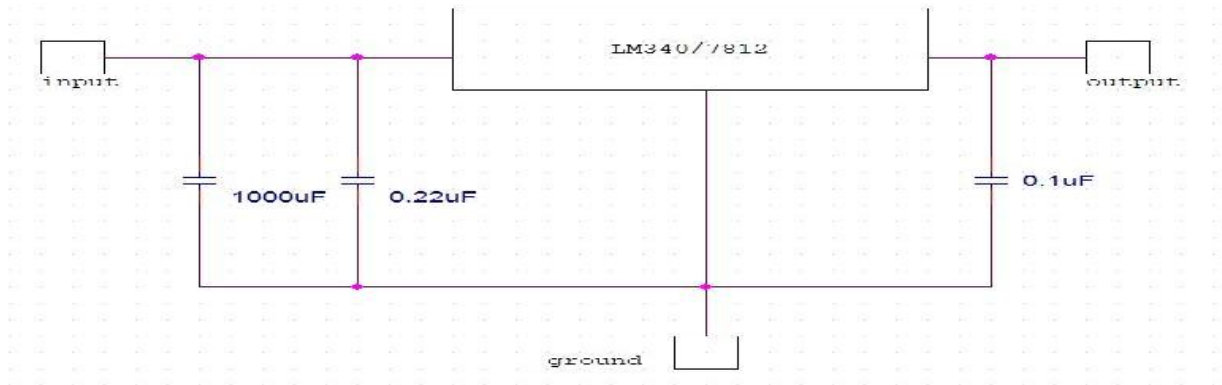 LM340/7812
input
output
1000uF
0.22uF
0.1uF
ground